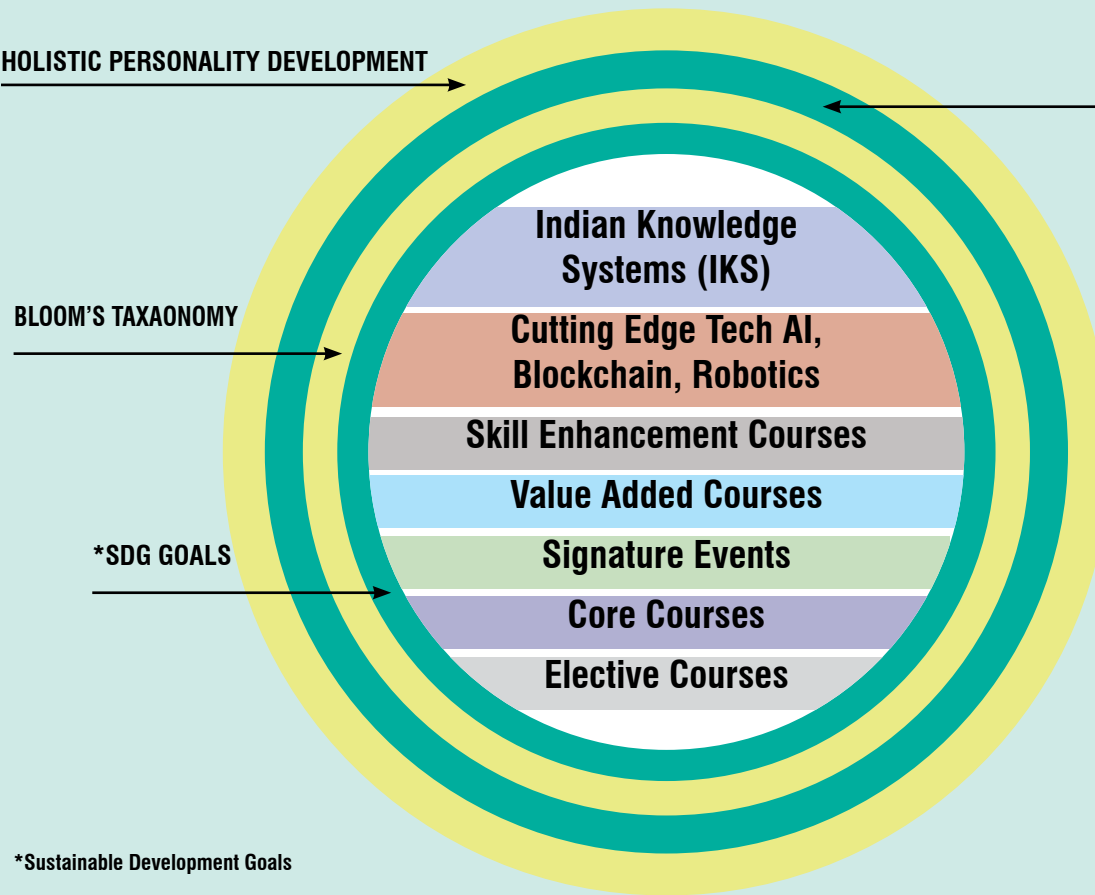 HOLISTIC PERSONALITY DEVELOPMENT
Indian Knowledge
Systems (IKS)
BLOOM'S TAXAONOMY
Cutting Edge Tech AI,
Blockchain, Robotics
Skill Enhancement Courses
Value Added Courses
*SDG GOALS
Signature Events
Core Courses
Elective Courses
*Sustainable Development Goals